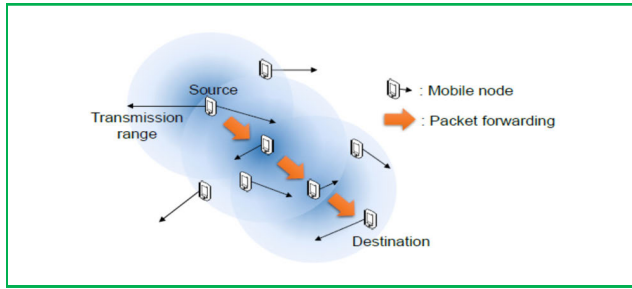 Source
Transmission
range
Destination
: Mobile node
: Packet forwarding